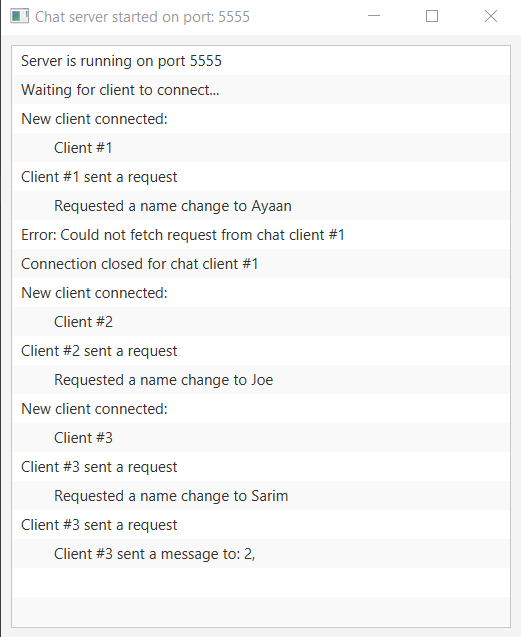 Chat server started on port: 5555
Server is running on port 5555
Waiting for client to connect...
New client connected:
Client #1
Client #1 sent a request
Requested a name change to Ayaan
Error: Could not fetch request from chat client #1
Connection closed for chat client #1
New client connected:
Client #2
Client #2 sent a request
Requested a name change to Joe
New client connected:
Client #3
Client #3 sent a request
Requested a name change to Sarim
Client #3 sent a request
Client #3 sent a message to: 2,